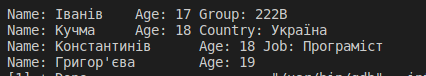 Name: Іванів Age: 17 Group: 222B
Name: Кучма Age: 18 Country: Україна
Name: Константинів Age: 18 Job: Програміст
Name: Григор'єва Age: 19